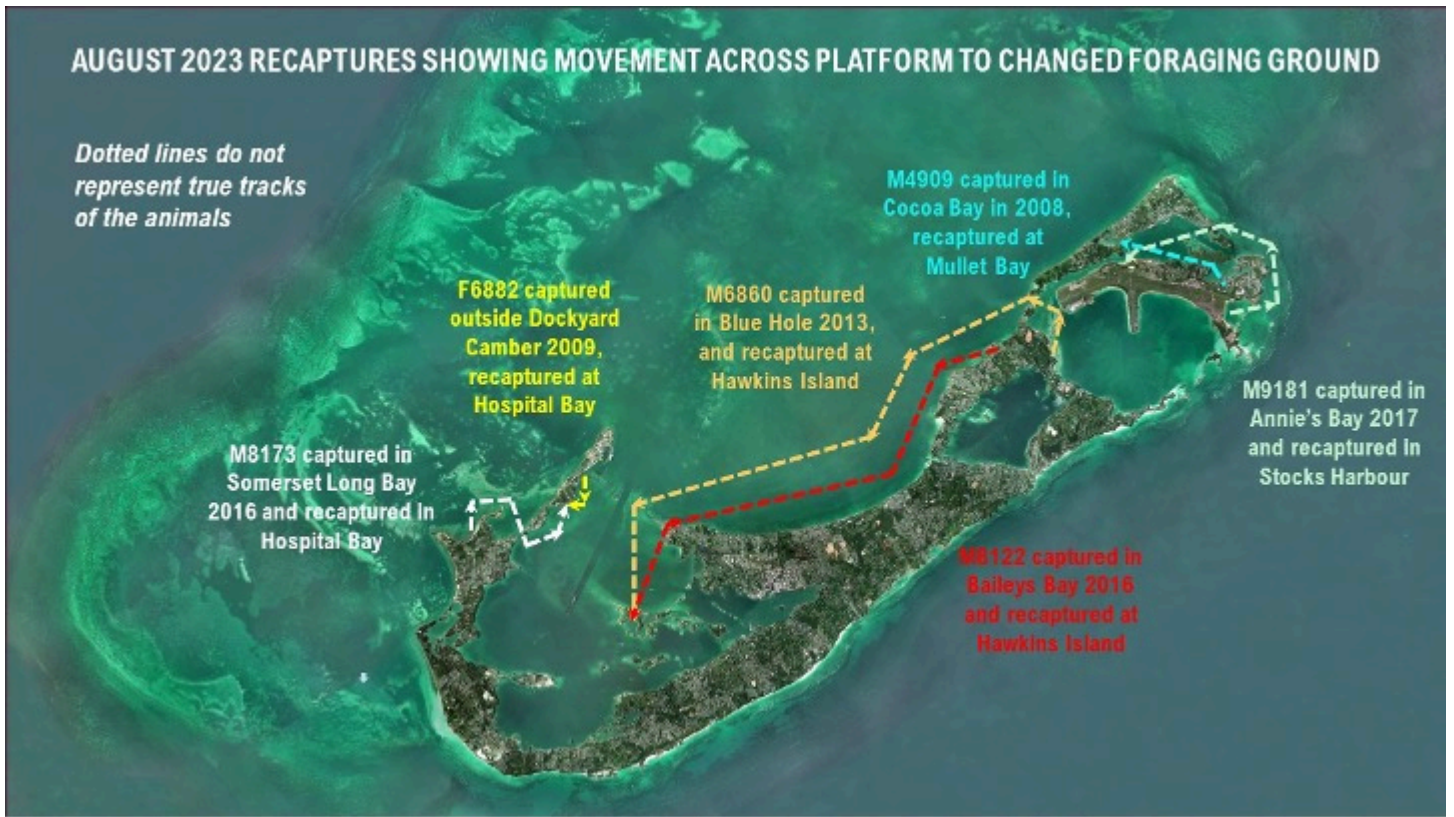 AUGUST 2023 RECAPTURES SHOWING MOVEMENT ACROSS PLATFORM TO CHANGED FORAGING GROUND
Dotted lines do not
represent true tracks
of the animals
M4909 captured in
Cocoa Bay in 2008,
recaptured at
Mullet Bay
F6882 captured
outside Dockyard
Camber 2009,
recaptured at
Hospital Bay
M6860 captured
in Blue Hole 2013,
and recaptured at
Hawkins Island
M9181 captured in
Annie's Bay 2017
and recaptured in
Stocks Harbour
M8173 captured in
Somerset Long Bay
2016 and recaptured in
Hospital Bay
M8122 captured in
Baileys Bay 2016
and recaptured at
Hawkins Island